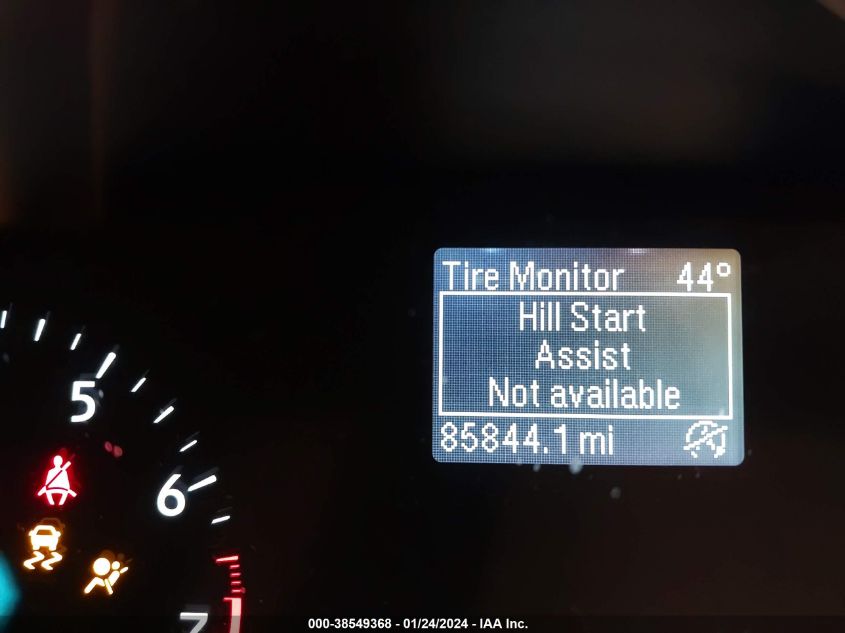 Tire Monitor 44°
Hill Start
Assist
Not available
85844.1 mi
5
6
7
000-38549368 - 01/24/2024 - IAA Inc.